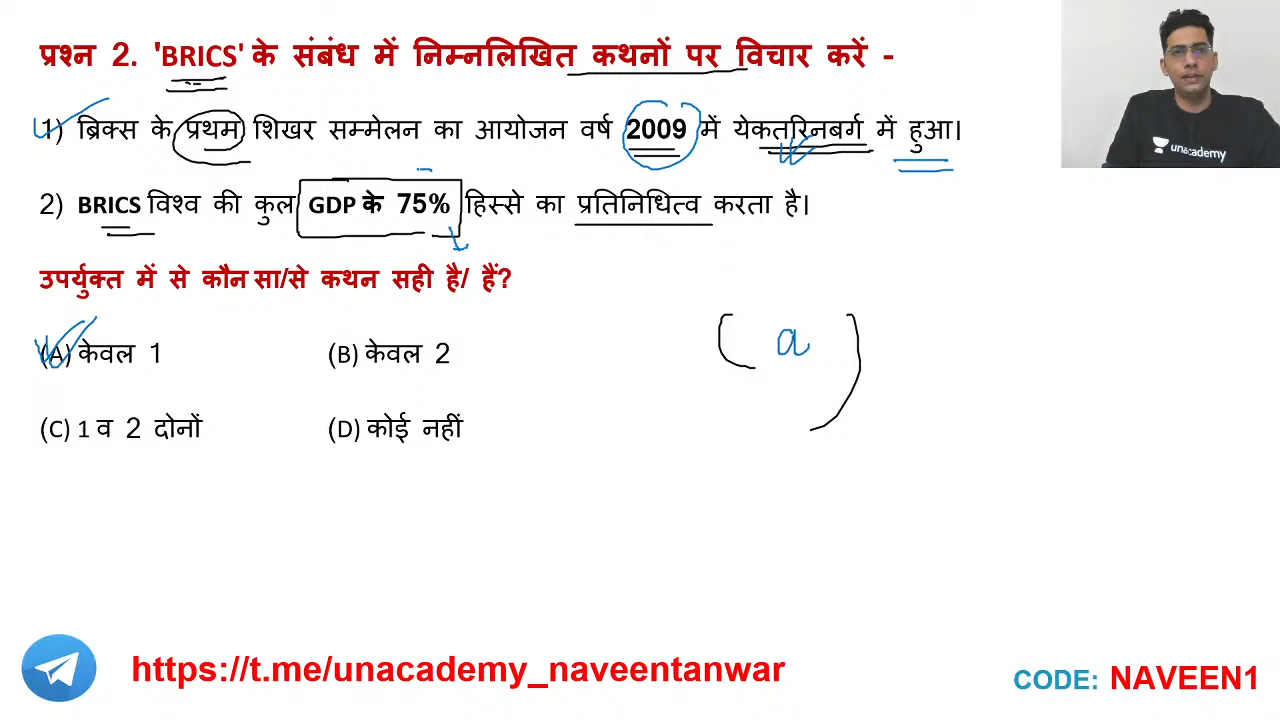 प्रश्न 2. 'BRICS' के संबंध में निम्नलिखित कथनों पर विचार करें -
1) ब्रिक्स के प्रथम शिखर सम्मेलन का आयोजन वर्ष 2009 में येकतरिनबर्ग में हुआ।
unacademy
2) BRICS विश्व की कुल GDP के 75% हिस्से का प्रतिनिधित्व करता है।
उपर्युक्त में से कौन सा/से कथन सही है/ हैं?
(A) केवल 1 (B) केवल 2
( a )
(C) 1 व 2 दोनों (D) कोई नहीं
https://t.me/unacademy_naveentanwar
CODE: NAVEEN1